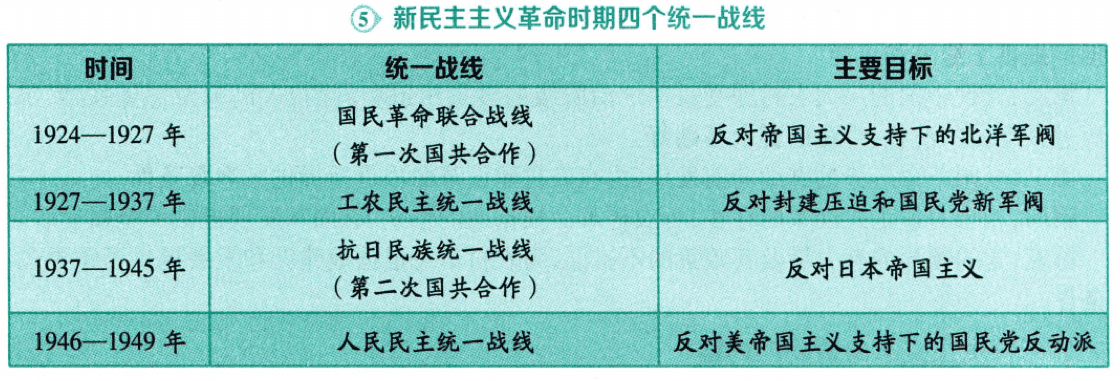 ⑤ 新民主主义革命时期四个统一战线
时间 统一战线 主要目标
1924—1927 年 国民革命联合战线
（第一次国共合作） 反对帝国主义支持下的北洋军阀
1927—1937 年 工农民主统一战线 反对封建压迫和国民党新军阀
1937—1945 年 抗日民族统一战线
（第二次国共合作） 反对日本帝国主义
1946—1949 年 人民民主统一战线 反对美帝国主义支持下的国民党反动派